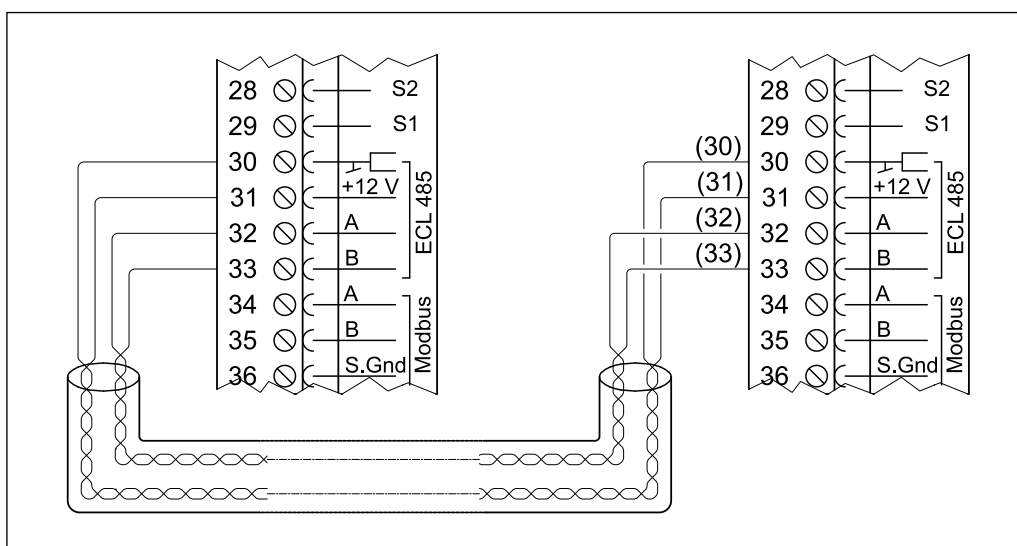 28 S2
29 S1
30
31 +12 V
32 A
33 B
ECL 485
34 A
35 B
36 S.Gnd
Modbus
28 S2
29 S1
(30) 30
(31) 31 +12 V
(32) 32 A
(33) 33 B
ECL 485
34 A
35 B
36 S.Gnd
Modbus